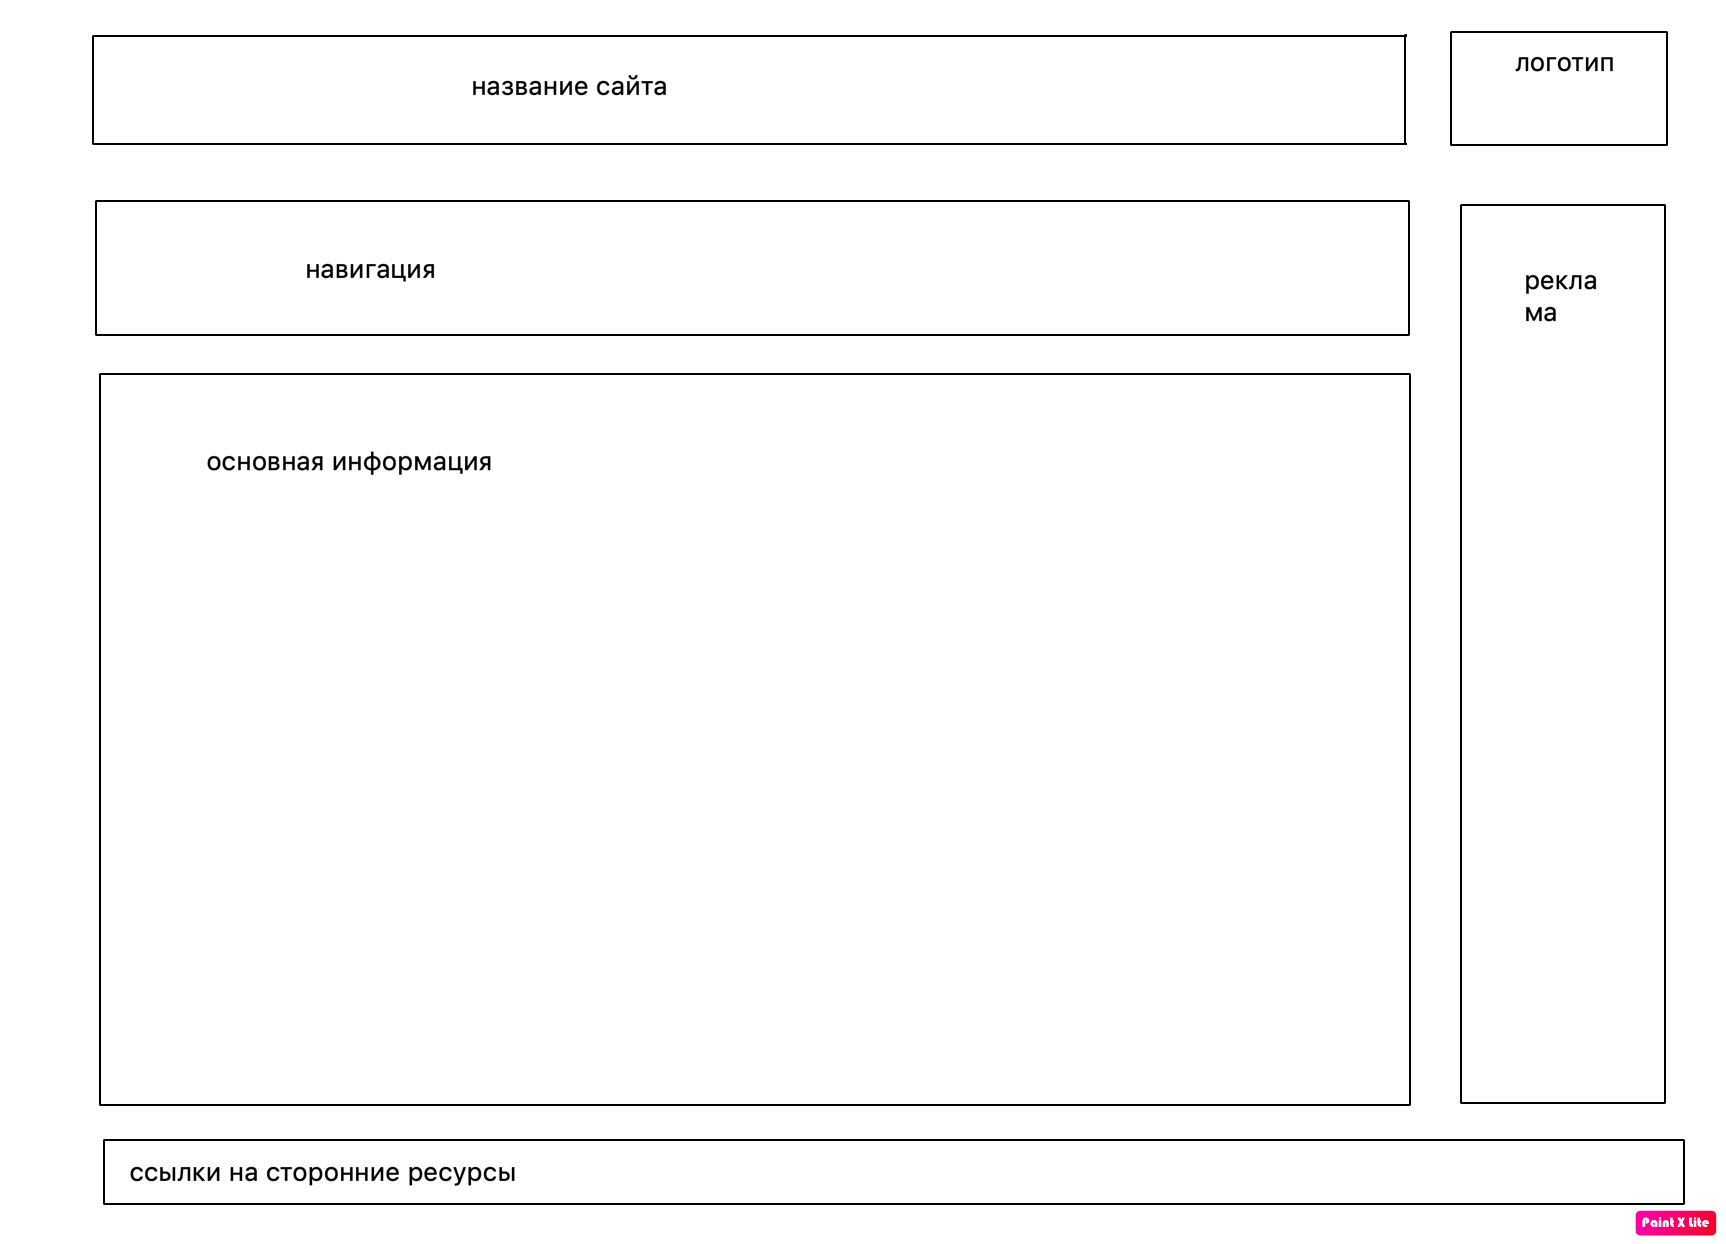 название сайта
логотип
навигация
рекла
ма
основная информация
ссылки на сторонние ресурсы
Paint X Lite